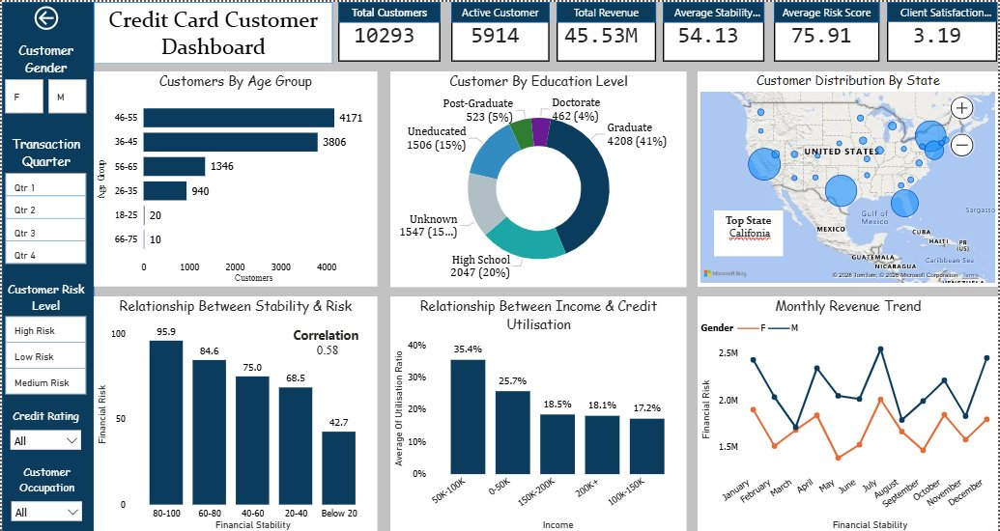 Credit Card Customer
Dashboard
Total Customers
10293
Active Customer
5914
Total Revenue
45.53M
Average Stability...
54.13
Average Risk Score
75.91
Client Satisfaction...
3.19
Customer
Gender
F
M
Transaction
Quarter
Qtr 1
Qtr 2
Qtr 3
Qtr 4
Customer Risk
Level
High Risk
Low Risk
Medium Risk
Credit Rating
All
Customer
Occupation
All
Customers By Age Group
Age Group
46-55
4171
36-45
3806
56-65
1346
26-35
940
18-25
20
66-75
10
0
1000
2000
3000
4000
Customers
Customer By Education Level
Post-Graduate
523 (5%)
Doctorate
462 (4%)
Uneducated
1506 (15%)
Graduate
4208 (41%)
Unknown
1547 (15...)
High School
2047 (20%)
Customer Distribution By State
UNITED STATES
Top State
Califonia
MEXICO
Gulf of
Mexico
Sargasso
CUBA
HAITI
PR
(US)
GUATEMALA
Caribbean Sea
NICARAGUA
Microsoft Bing
© 2026 TomTom, © 2026 Microsoft Corporation Terms
Relationship Between Stability & Risk
Correlation
0.58
Financial Risk
100
50
0
95.9
84.6
75.0
68.5
42.7
80-100
60-80
40-60
20-40
Below 20
Financial Stability
Relationship Between Income & Credit
Utilisation
Average Of Utilisation Ratio
40%
30%
20%
10%
0%
35.4%
25.7%
18.5%
18.1%
17.2%
50K-100K
0-50K
150K-200K
200K+
100K-150K
Income
Monthly Revenue Trend
Gender
F
M
Financial Risk
2.5M
2.0M
1.5M
January
February
March
April
May
June
July
August
September
October
November
December
Financial Stability